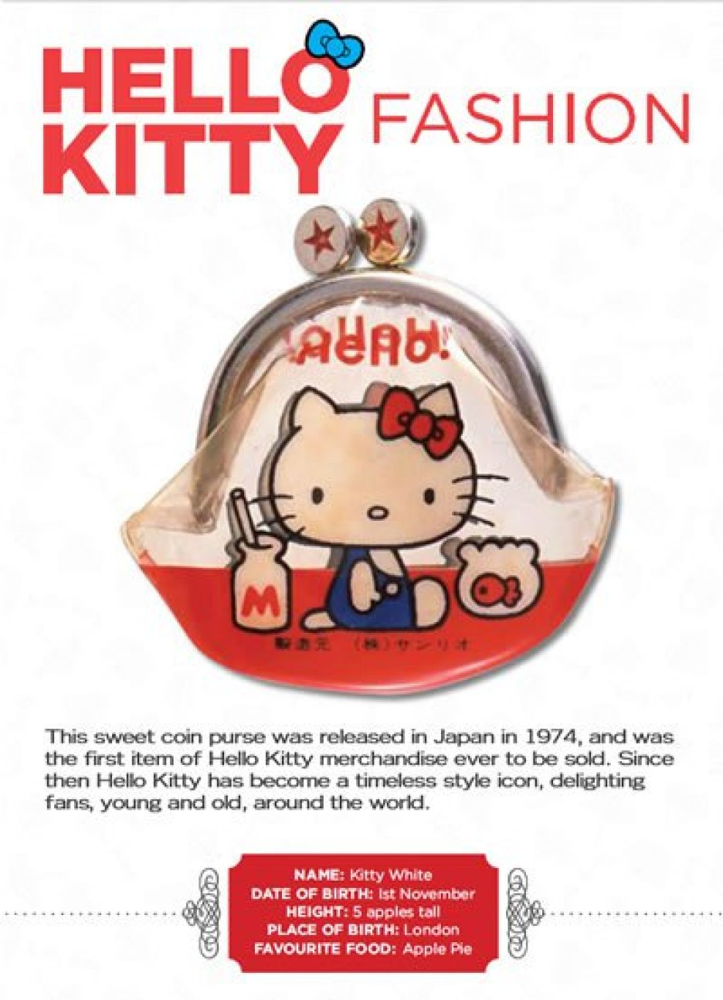 HELLO
KITTY
FASHION
HELLO!
M
製造元 (株)サンリオ
This sweet coin purse was released in Japan in 1974, and was
the first item of Hello Kitty merchandise ever to be sold. Since
then Hello Kitty has become a timeless style icon, delighting
fans, young and old, around the world.
NAME: Kitty White
DATE OF BIRTH: 1st November
HEIGHT: 5 apples tall
PLACE OF BIRTH: London
FAVOURITE FOOD: Apple Pie